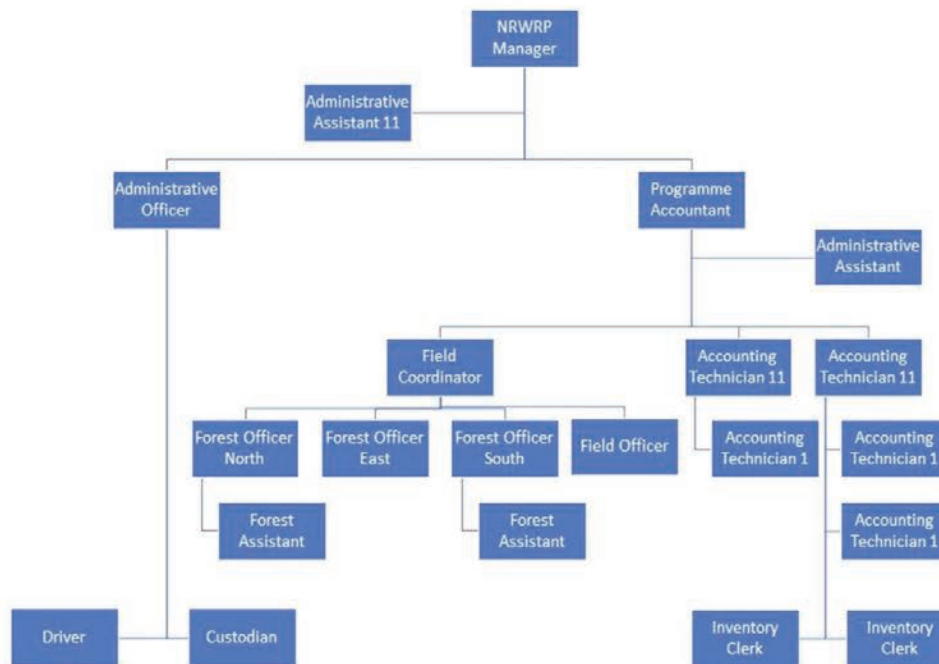 NRWRP
Manager
Administrative
Assistant 11
Administrative
Officer
Programme
Accountant
Administrative
Assistant
Field
Coordinator
Accounting
Technician 11
Accounting
Technician 11
Forest Officer
North
Forest Officer
East
Forest Officer
South
Field Officer
Accounting
Technician 1
Accounting
Technician 1
Forest
Assistant
Forest
Assistant
Accounting
Technician 1
Driver
Custodian
Inventory
Clerk
Inventory
Clerk